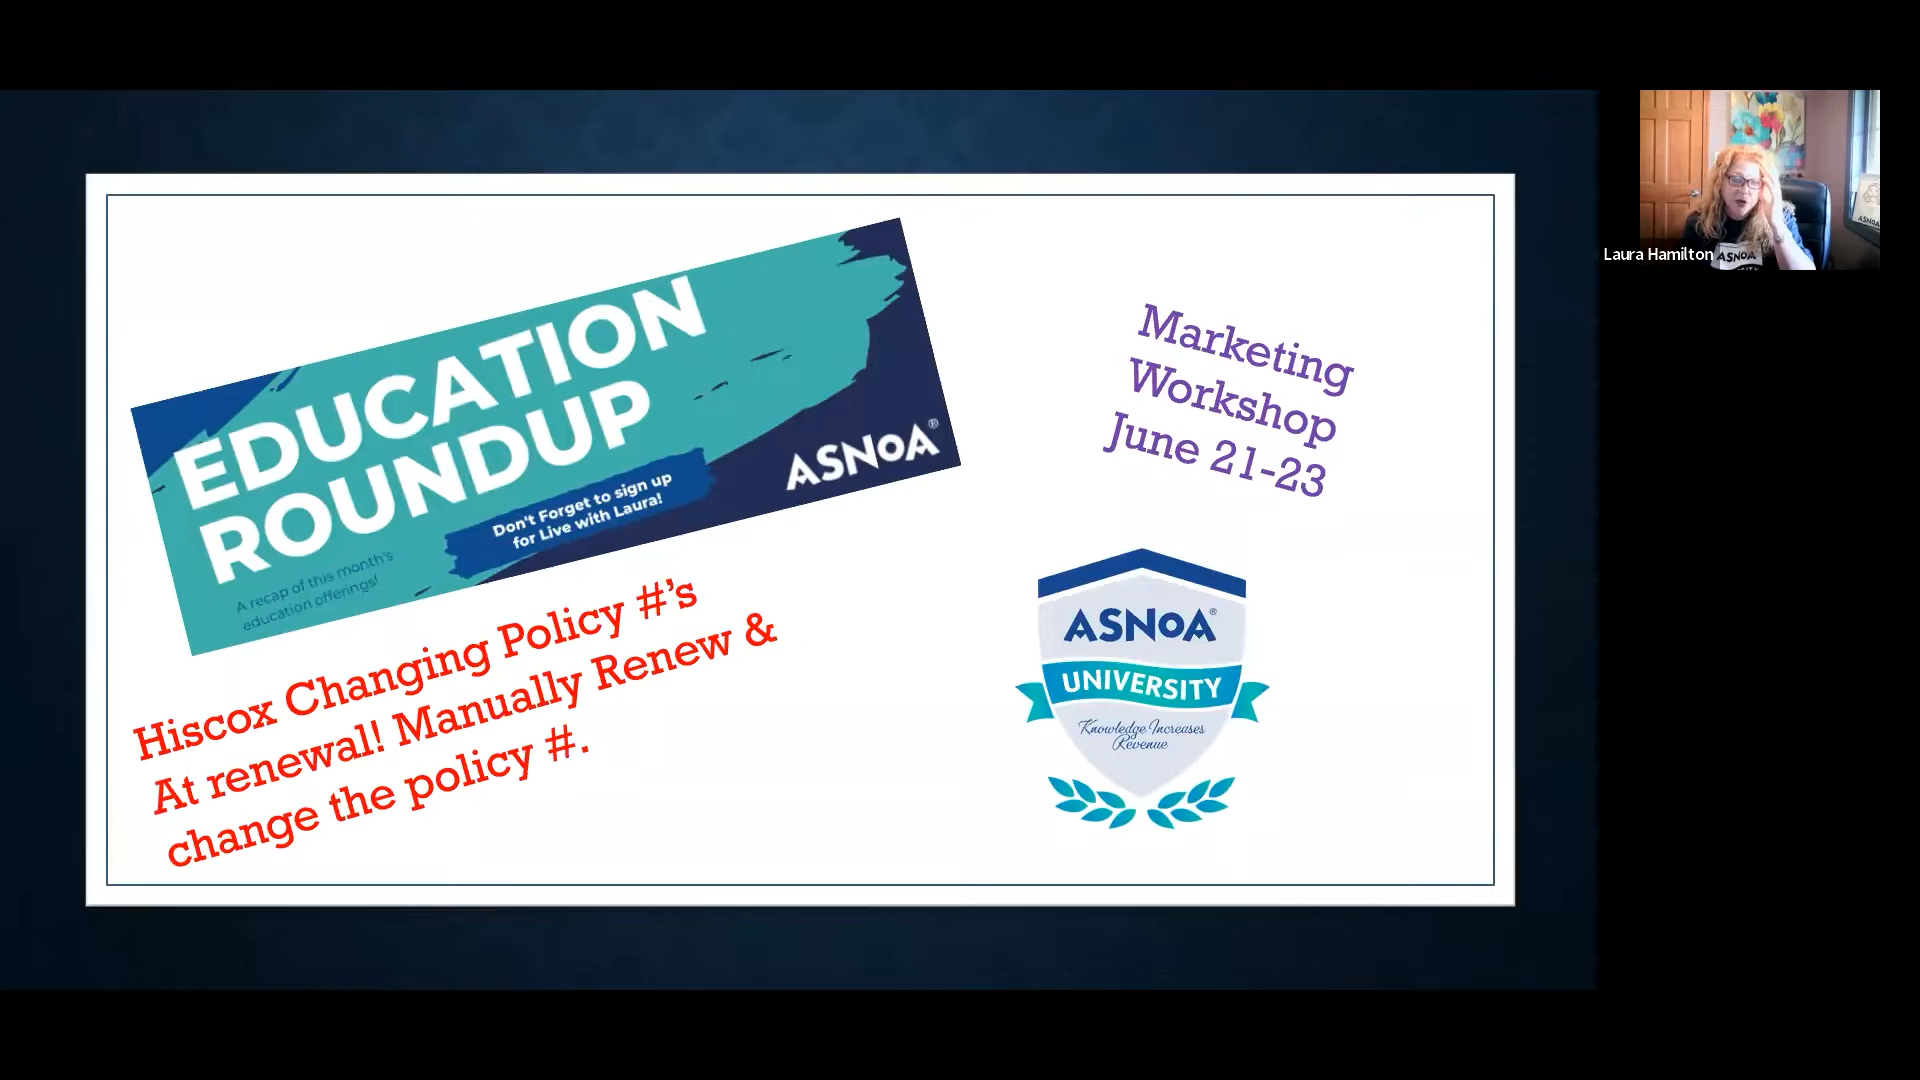 EDUCATION
ROUNDUP
Don't Forget to sign up
for Live with Laura!
ASNOA®
A recap of this month's
education offerings!
Hiscox Changing Policy #’s
At renewal! Manually Renew &
change the policy #.
Marketing
Workshop
June 21-23
ASNOA®
UNIVERSITY
Knowledge Increases
Revenue
Laura Hamilton
ASNOA
ASNOA